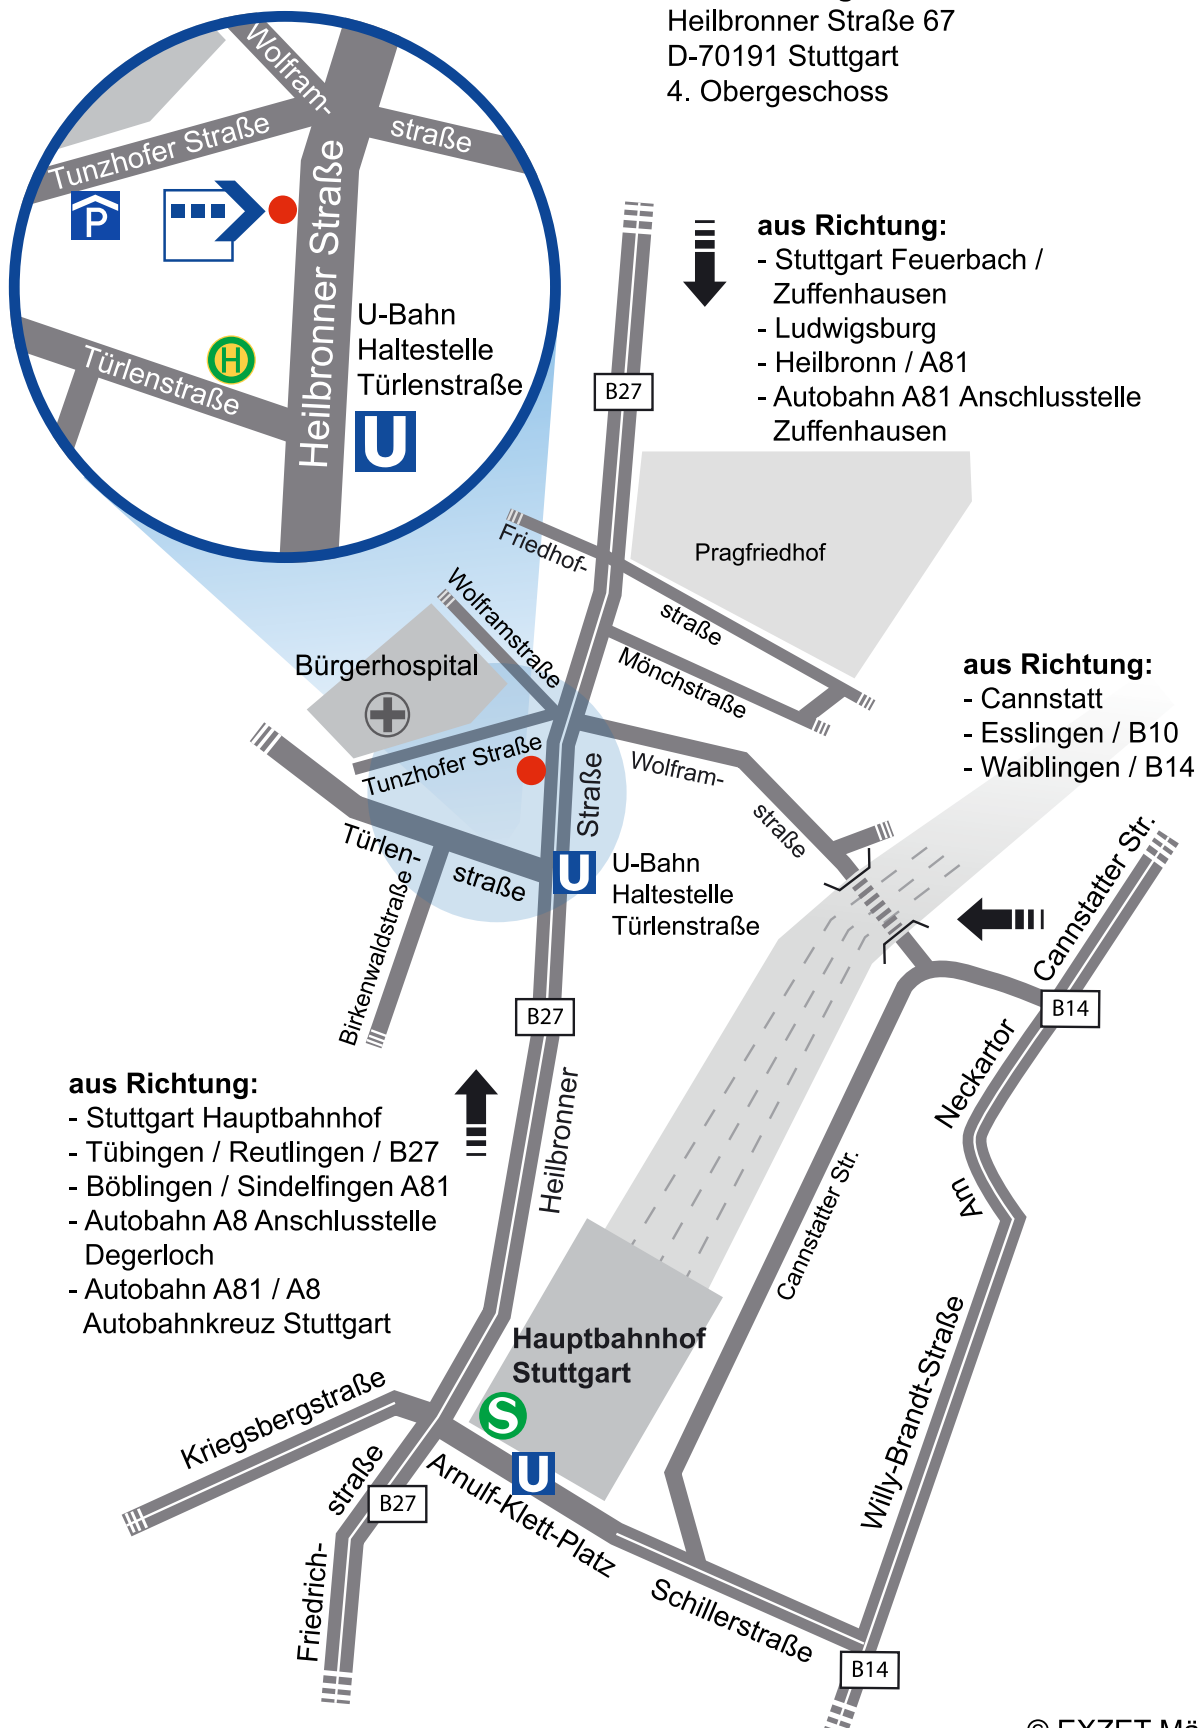 Heilbronner Straße 67
D-70191 Stuttgart
4. Obergeschoss
Wolfram-
straße
Tunzhofer Straße
P
Heilbronner Straße
H
Türlenstraße
U-Bahn
Haltestelle
Türlenstraße
U
aus Richtung:
- Stuttgart Feuerbach /
Zuffenhausen
- Ludwigsburg
- Heilbronn / A81
- Autobahn A81 Anschlusstelle
Zuffenhausen
B27
Friedhof-
straße
Pragfriedhof
Wolframstraße
Mönchstraße
Bürgerhospital
aus Richtung:
- Cannstatt
- Esslingen / B10
- Waiblingen / B14
Tunzhofer Straße
Wolfram-
straße
Straße
Türlen-
straße
U
U-Bahn
Haltestelle
Türlenstraße
Birkenwaldstraße
Cannstatter Str.
B27
B14
Neckartor
Am
aus Richtung:
- Stuttgart Hauptbahnhof
- Tübingen / Reutlingen / B27
- Böblingen / Sindelfingen A81
- Autobahn A8 Anschlusstelle
Degerloch
- Autobahn A81 / A8
Autobahnkreuz Stuttgart
Heilbronner
Cannstatter Str.
Hauptbahnhof
Stuttgart
S
U
Kriegsbergstraße
Willy-Brandt-Straße
Friedrich-
straße
B27
Arnulf-Klett-Platz
Schillerstraße
B14